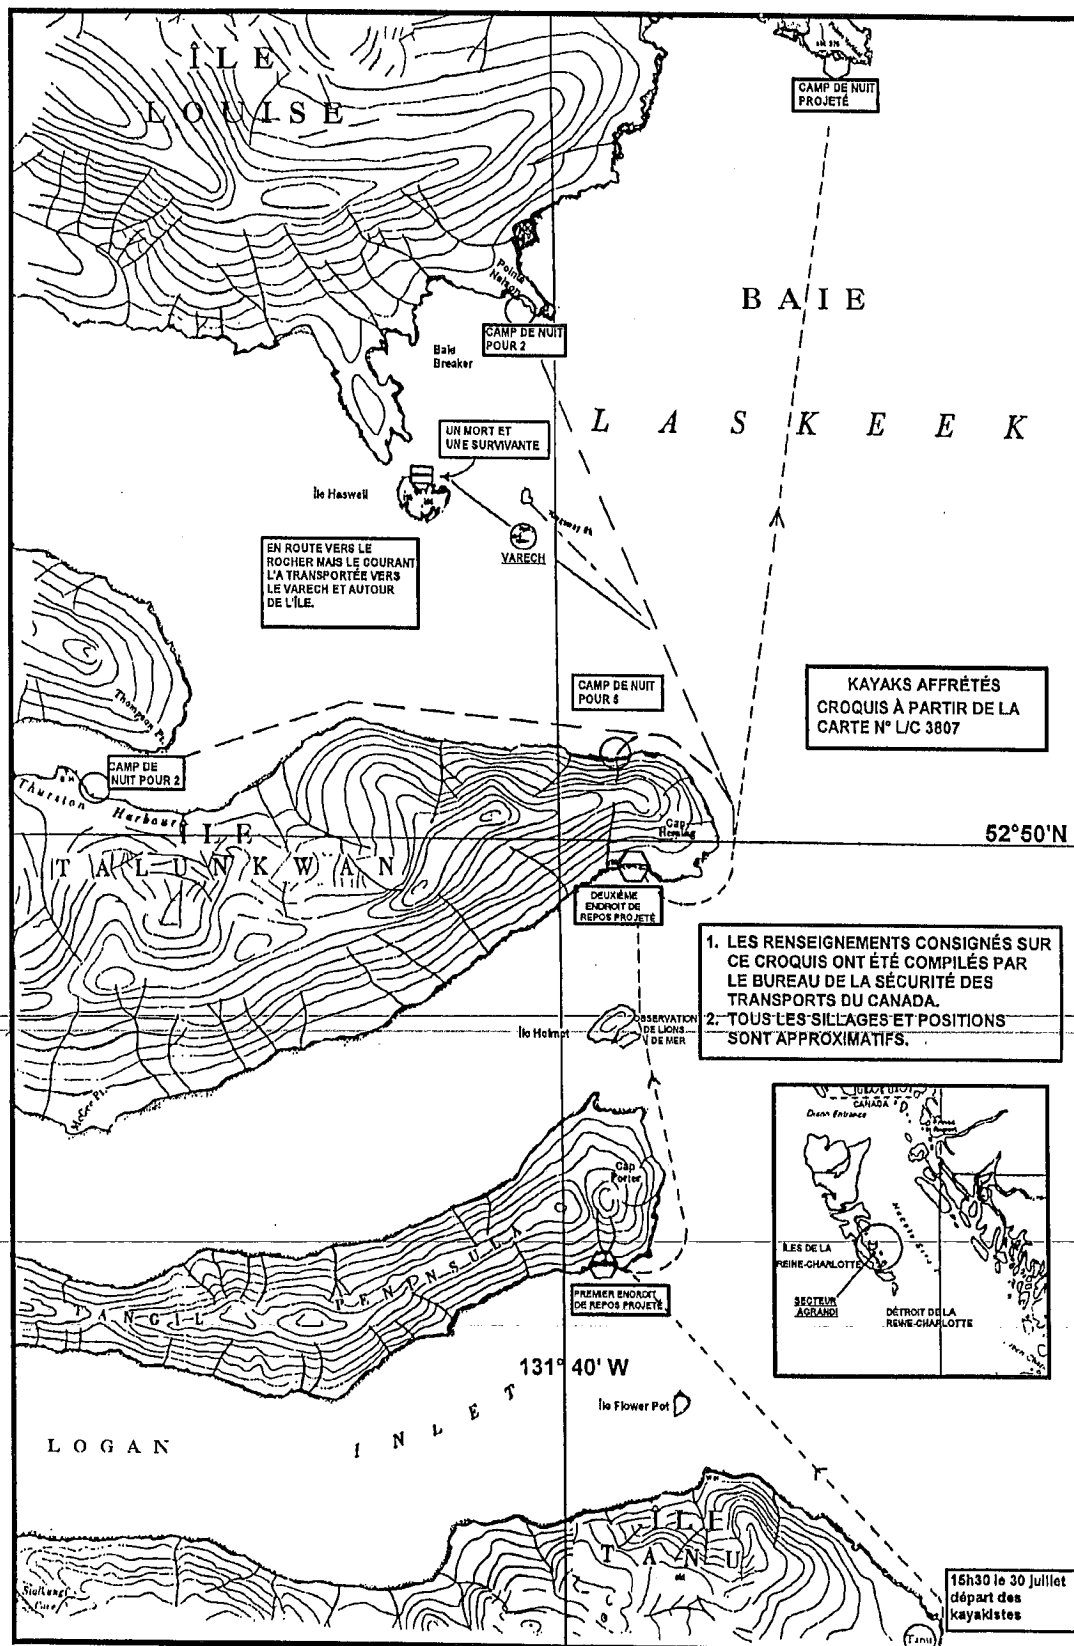 ÎLE
LOUISE
CAMP DE NUIT
PROJETÉ
Pointe
Nelson
BAIE
CAMP DE NUIT
POUR 2
Baie
Breaker
LASKEEK
UN MORT ET
UNE SURVIVANTE
Île Haswell
VARECH
EN ROUTE VERS LE
ROCHER MAIS LE COURANT
L'A TRANSPORTÉE VERS
LE VARECH ET AUTOUR
DE L'ÎLE.
KAYAKS AFFRÉTÉS
CROQUIS À PARTIR DE LA
CARTE N° L/C 3807
CAMP DE NUIT
POUR 5
Thompson Pt.
CAMP DE
NUIT POUR 2
Thurston Harbour
ÎLE
TALUNKWAN
Cap
52°50'N
DEUXIÈME
ENDROIT DE
REPOS PROJETÉ
1. LES RENSEIGNEMENTS CONSIGNÉS SUR
CE CROQUIS ONT ÉTÉ COMPILÉS PAR
LE BUREAU DE LA SÉCURITÉ DES
TRANSPORTS DU CANADA.
2. TOUS LES SILLAGES ET POSITIONS
SONT APPROXIMATIFS.
Île Helmet
OBSERVATION
DE LIONS
DE MER
McGee Pt.
CANADA
Dixon Entrance
Hecate Strait
ÎLES DE LA
REINE-CHARLOTTE
SECTEUR
AGRANDI
DÉTROIT DE LA
REINE-CHARLOTTE
Cap
Porter
TANGIL PENINSULA
PREMIER ENDROIT
DE REPOS PROJETÉ
131° 40' W
Île Flower Pot
LOGAN INLET
ÎLE
TANU
15h30 le 30 juillet
départ des
kayakistes
Tanu